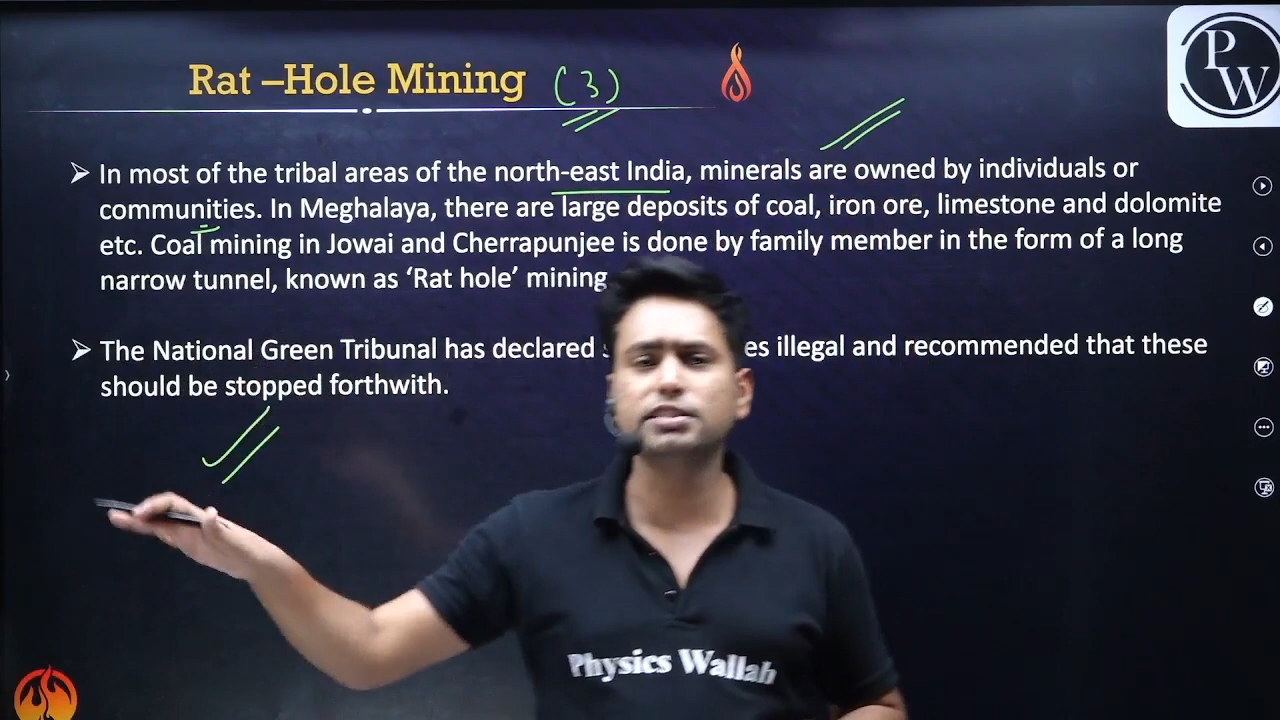 Rat –Hole Mining (3)
P
W
➢ In most of the tribal areas of the north-east India, minerals are owned by individuals or
communities. In Meghalaya, there are large deposits of coal, iron ore, limestone and dolomite
etc. Coal mining in Jowai and Cherrapunjee is done by family member in the form of a long
narrow tunnel, known as ‘Rat hole’ mining
➢ The National Green Tribunal has declared es illegal and recommended that these
should be stopped forthwith.
Physics Wallah